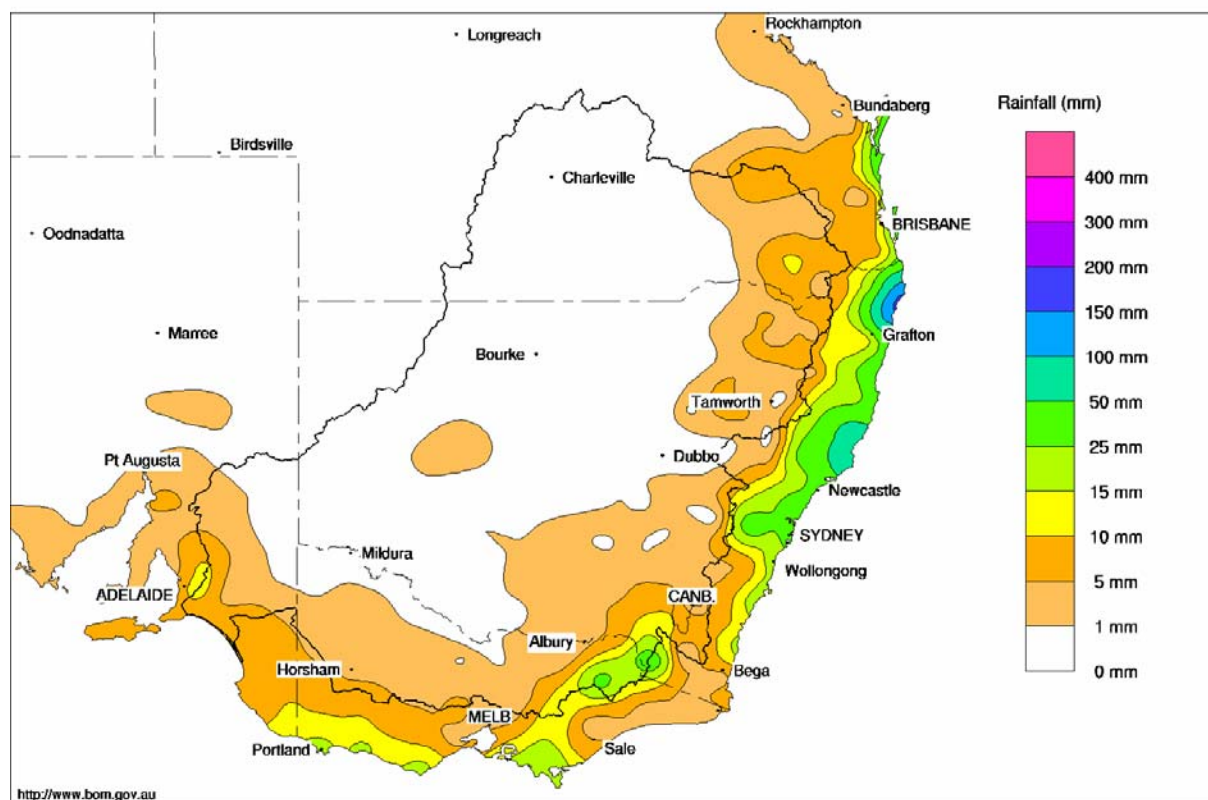 Rockhampton
Longreach
Bundaberg
Rainfall (mm)
Birdsville
Charleville
400 mm
Oodnadatta
BRISBANE
300 mm
200 mm
150 mm
Marree
Grafton
Bourke
100 mm
Tamworth
50 mm
Pt Augusta
Dubbo
25 mm
Newcastle
15 mm
SYDNEY
10 mm
Mildura
Wollongong
ADELAIDE
CANB.
5 mm
1 mm
Albury
Horsham
Bega
0 mm
MELB
Portland
Sale
http://www.bom.gov.au